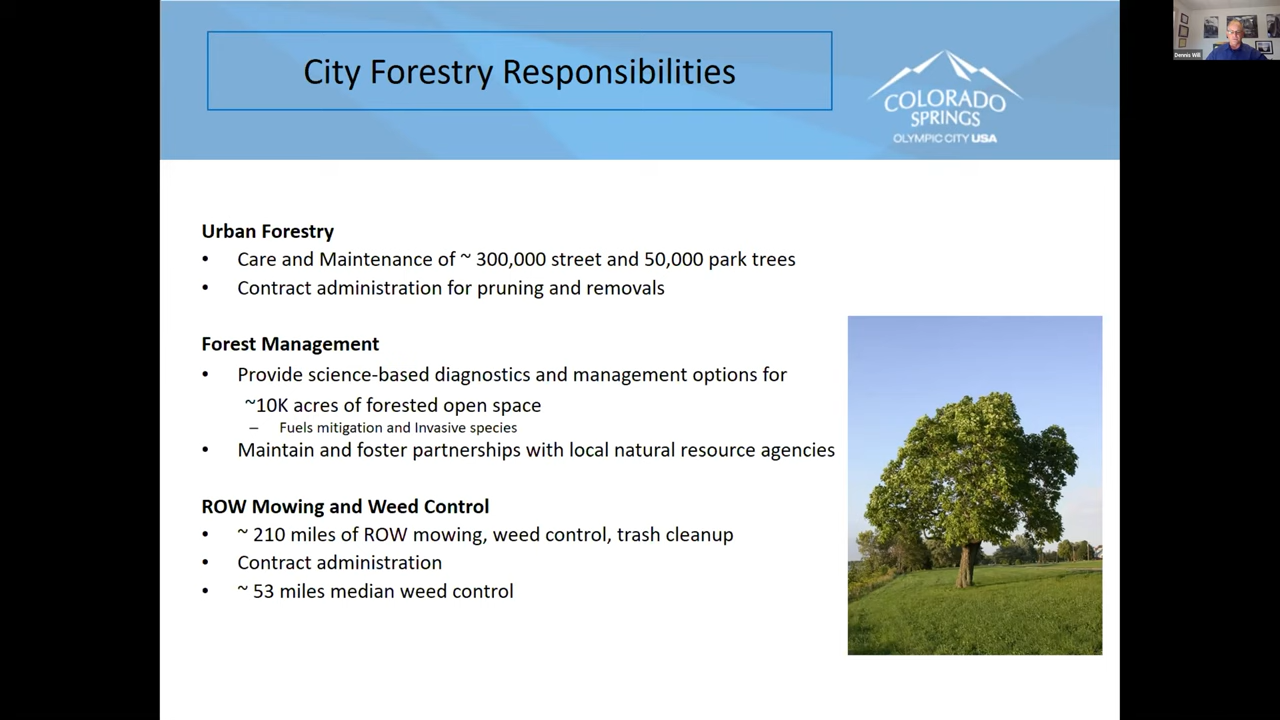 City Forestry Responsibilities
COLORADO
SPRINGS
OLYMPIC CITY USA
Dennis Will
Urban Forestry
• Care and Maintenance of ~ 300,000 street and 50,000 park trees
• Contract administration for pruning and removals
Forest Management
• Provide science-based diagnostics and management options for
~10K acres of forested open space
– Fuels mitigation and Invasive species
• Maintain and foster partnerships with local natural resource agencies
ROW Mowing and Weed Control
• ~ 210 miles of ROW mowing, weed control, trash cleanup
• Contract administration
• ~ 53 miles median weed control